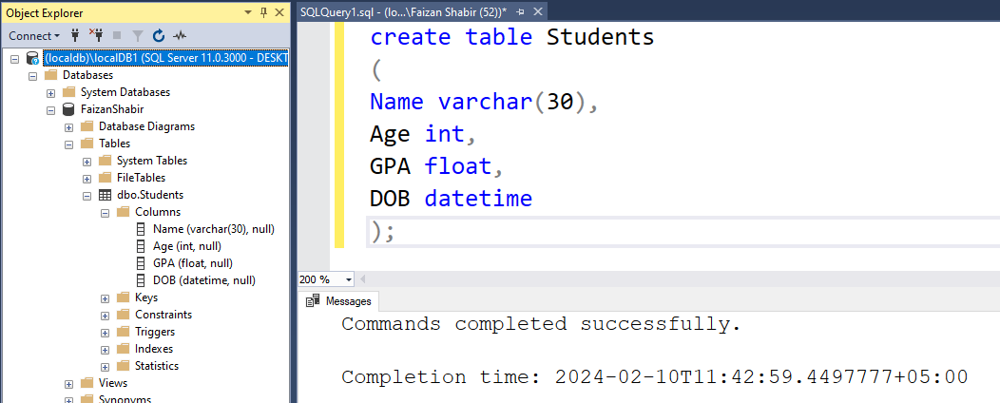 Object Explorer
Connect
(localdb)\localDB1 (SQL Server 11.0.3000 - DESKT
Databases
System Databases
FaizanShabir
Database Diagrams
Tables
System Tables
FileTables
dbo.Students
Columns
Name (varchar(30), null)
Age (int, null)
GPA (float, null)
DOB (datetime, null)
Keys
Constraints
Triggers
Indexes
Statistics
Views
Synonyms
SQLQuery1.sql - (lo...\Faizan Shabir (52))*
create table Students
(
Name varchar(30),
Age int,
GPA float,
DOB datetime
);
200 %
Messages
Commands completed successfully.
Completion time: 2024-02-10T11:42:59.4497777+05:00